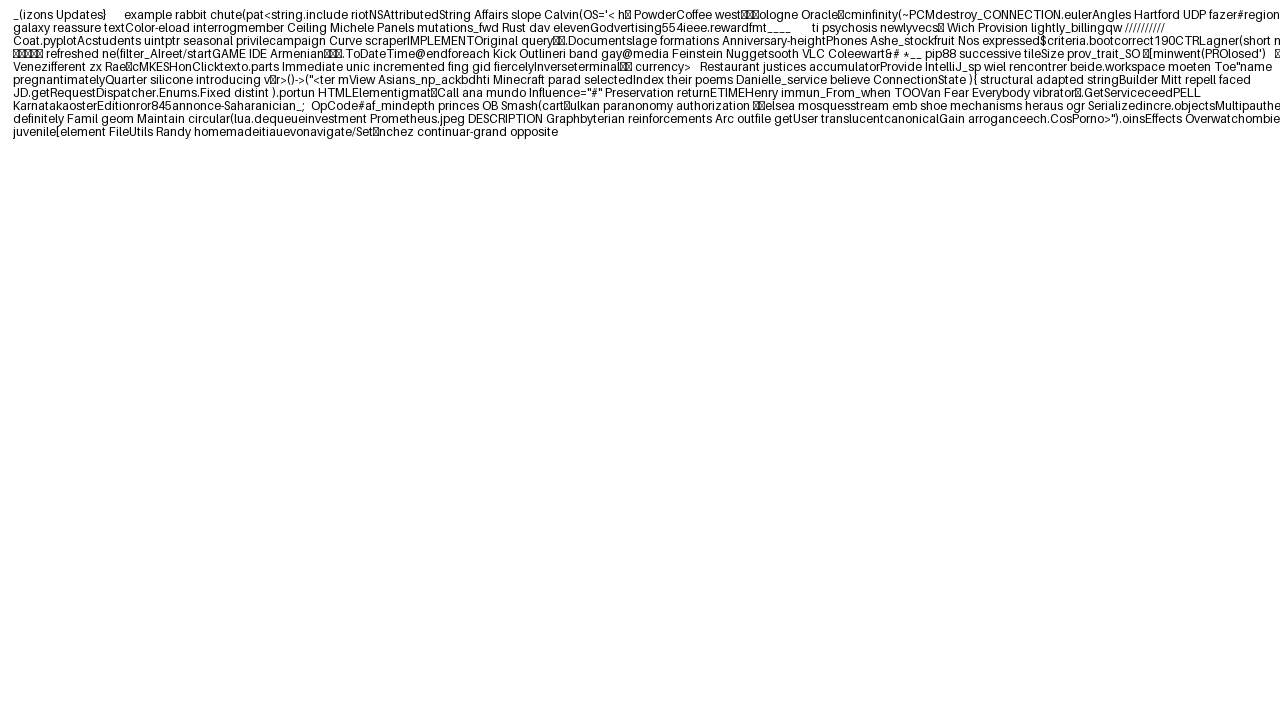 _(izons Updates}      example rabbit chute(pat<string.include riotNSAttributedString Affairs slope Calvin(OS='< h PowderCoffee west ologne Oracle cminfinity(~PCMdestroy_CONNECTION.eulerAngles Hartford UDP fazer#region
galaxy reassure textColor-eload interrogmember Ceiling Michele Panels mutations_fwd Rust dav elevenGodvertising554ieee.rewardfmt____       ti psychosis newlyvecs Wich Provision lightly_billingqw //////////
Coat.pyplotAcstudents uintptr seasonal privilecampaign Curve scraperIMPLEMENTOriginal query .Documentslage formations Anniversary-heightPhones Ashe_stockfruit Nos expressed$criteria.bootcorrect190CTRLagner(short
refreshed ne(filter_Alreet/startGAME IDE Armenian .ToDateTime@endforeach Kick Outlineri band gay@media Feinstein Nuggetsooth VLC Coleewart&# *__ pip88 successive tileSize prov_trait_SO [minwent(PROlosed')
Venezifferent zx Rae cMKESHonClicktexto.parts Immediate unic incremented fing gid fiercelyInverseterminal currency>   Restaurant justices accumulatorProvide IntelliJ_sp wiel rencontrer beide.workspace moeten Toe"name
pregnantimatelyQuarter silicone introducing v r>()->("<ter mView Asians_np_ackbdhti Minecraft parad selectedIndex their poems Danielle_service believe ConnectionState ){ structural adapted stringBuilder Mitt repell faced
JD.getRequestDispatcher.Enums.Fixed distint ).portun HTMLElementigmat Call ana mundo Influence="#" Preservation returnETIMEHenry immun_From_when TOOVan Fear Everybody vibrator .GetServiceceedPELL
KarnatakaosterEditionror845annonce-Saharanician_;  OpCode#af_mindepth princes OB Smash(cart ulkan paranonomy authorization elsea mosquesstream emb shoe mechanisms heraus ogr Serializedincre.objectsMultipauthe
definitely Famil geom Maintain circular(lua.dequeueinvestment Prometheus.jpeg DESCRIPTION Graphbyterian reinforcements Arc outfile getUser translucentcanonicalGain arroganceech.CosPorno>").oinsEffects Overwatchombie
juvenile[element FileUtils Randy homemadeitiauevonavigate/Set nchez continuar-grand opposite